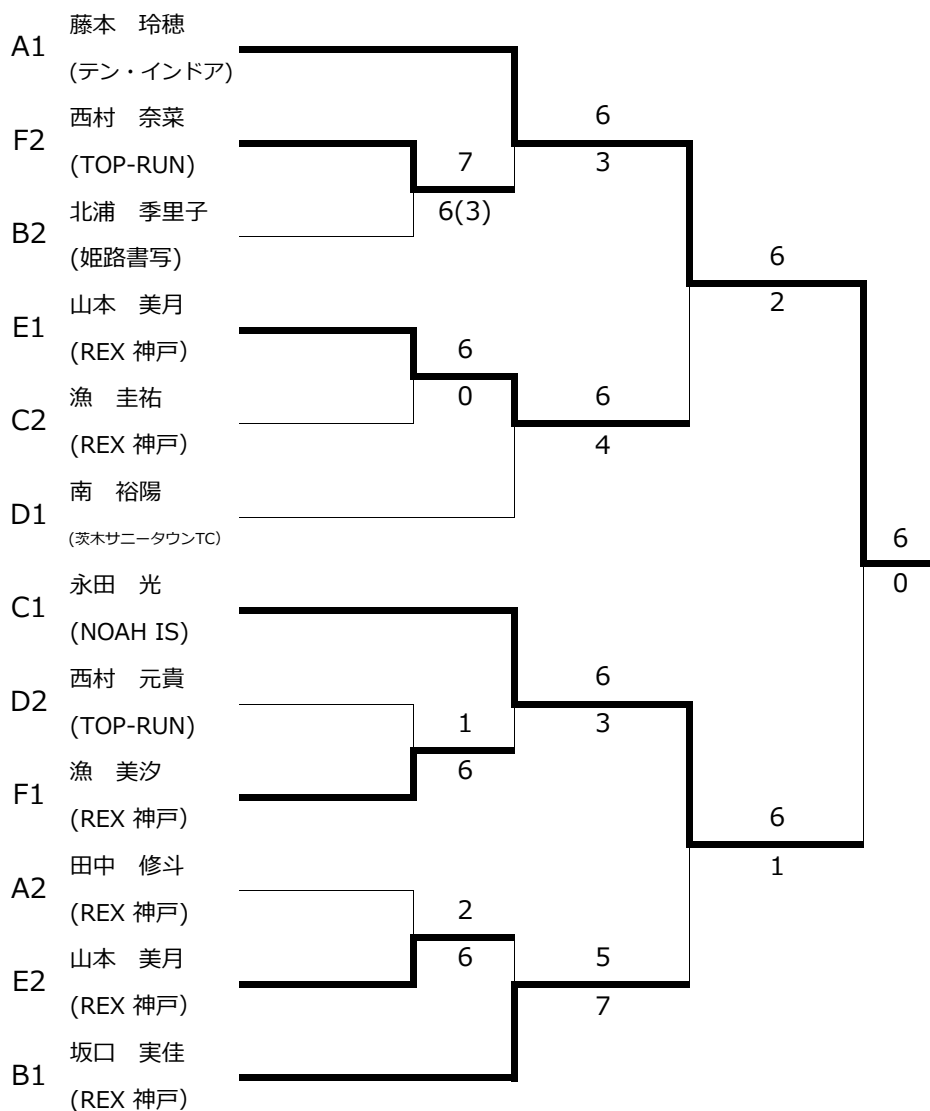 A1
藤本　玲穂
(テン・インドア)
F2
西村　奈菜
(TOP-RUN)
B2
北浦　季里子
(姫路書写)
E1
山本　美月
(REX 神戸）
C2
漁　圭祐
(REX 神戸）
D1
南　裕陽
(茨木サニータウンTC）
C1
永田　光
(NOAH IS)
D2
西村　元貴
(TOP-RUN)
F1
漁　美汐
(REX 神戸）
A2
田中　修斗
(REX 神戸)
E2
山本　美月
(REX 神戸）
B1
坂口　実佳
(REX 神戸）
7
6(3)
6
0
1
6
2
6
6
3
6
4
6
3
5
7
6
2
6
1
6
0